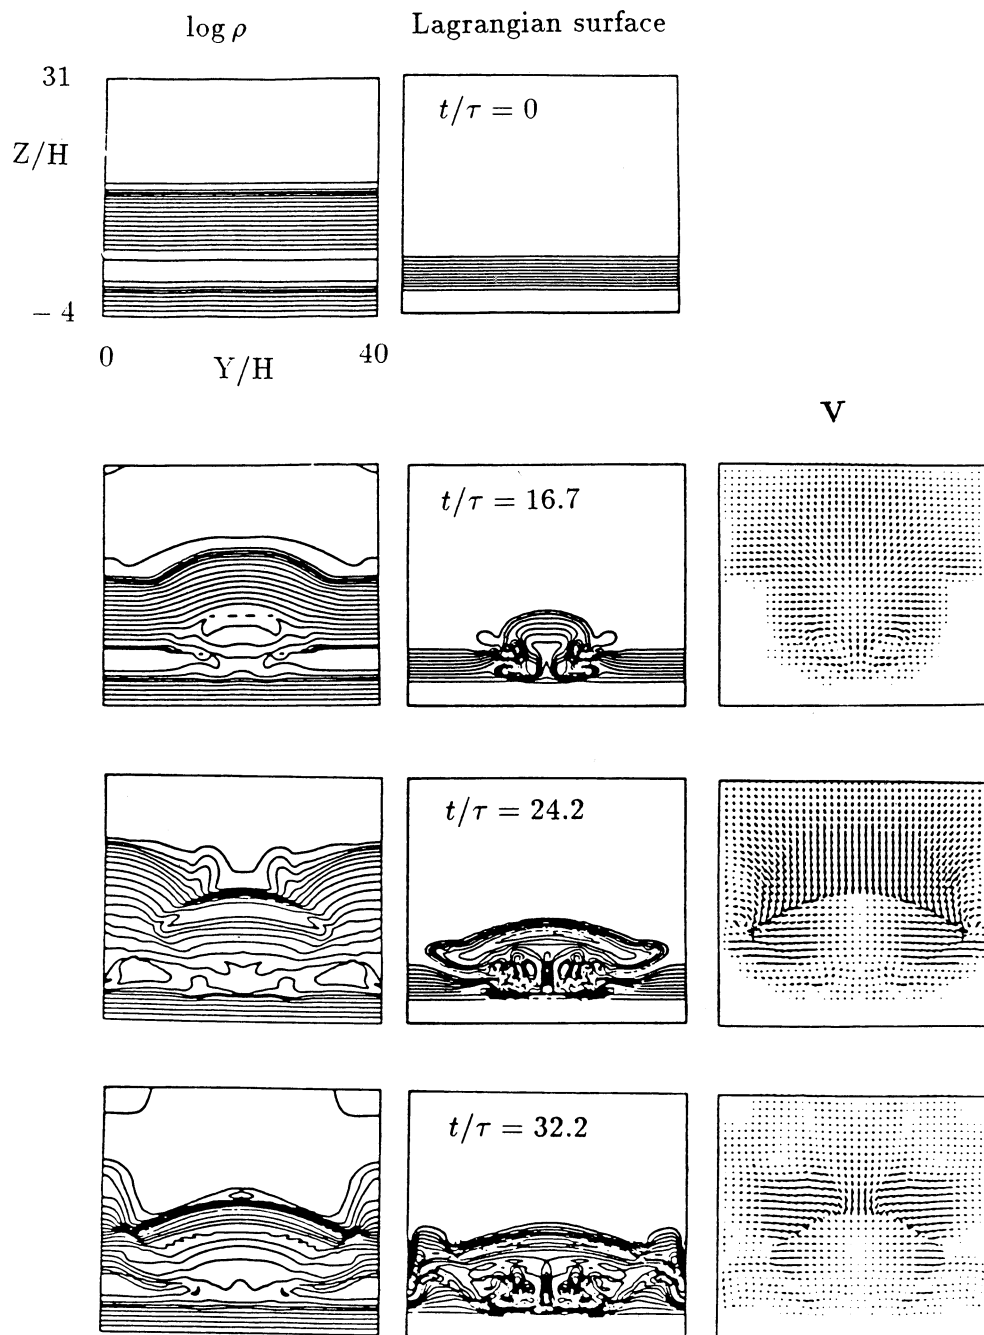 log ρ
Lagrangian surface
31
t/τ = 0
Z/H
− 4
0
40
Y/H
V
t/τ = 16.7
t/τ = 24.2
t/τ = 32.2